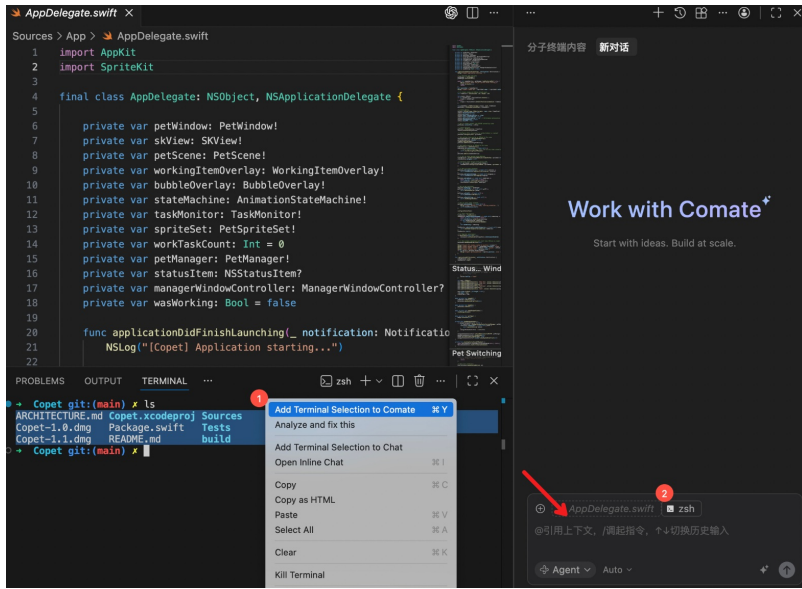 AppDelegate.swift
Sources > App > AppDelegate.swift
1 import AppKit
2 import SpriteKit
3
4 final class AppDelegate: NSObject, NSApplicationDelegate {
5
6 private var petWindow: PetWindow!
7 private var skView: SKView!
8 private var petScene: PetScene!
9 private var workingItemOverlay: WorkingItemOverlay!
10 private var bubbleOverlay: BubbleOverlay!
11 private var stateMachine: AnimationStateMachine!
12 private var taskMonitor: TaskMonitor!
13 private var spriteSet: PetSpriteSet!
14 private var workTaskCount: Int = 0
15 private var petManager: PetManager!
16 private var statusItem: NSStatusItem?
17 private var managerWindowController: ManagerWindowController?
18 private var wasWorking: Bool = false
19
20 func applicationDidFinishLaunching(_ notification: Notificatio
21 NSLog("[Copet] Application starting...")
22
Status... Wind
Pet Switching
PROBLEMS OUTPUT TERMINAL ··· zsh
→ Copet git:(main) ✗ ls
ARCHITECTURE.md Copet.xcodeproj Sources
Copet-1.0.dmg Package.swift Tests
Copet-1.1.dmg README.md build
→ Copet git:(main) ✗
1
Add Terminal Selection to Comate ⌘ Y
Analyze and fix this
Add Terminal Selection to Chat
Open Inline Chat ⌘ I
Copy ⌘ C
Copy as HTML
Paste ⌘ V
Select All ⌘ A
Clear ⌘ K
Kill Terminal
分子终端内容 新对话
Work with Comate
Start with ideas. Build at scale.
2
AppDelegate.swift zsh
@引用上下文，/调起指令，↑↓切换历史输入
Agent Auto